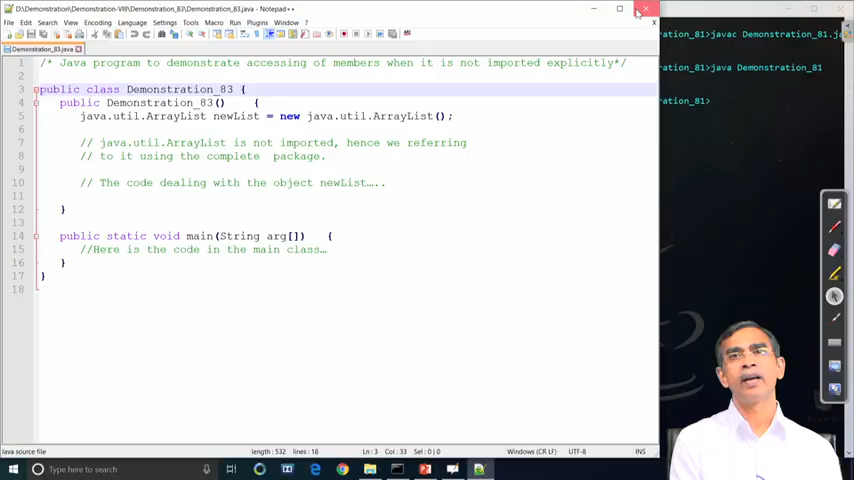 D:\Demonstration\Demonstration-VIII\Demonstration_83\Demonstration_83.java - Notepad++
File Edit Search View Encoding Language Settings Tools Macro Run Plugins Window ?
Demonstration_83.java
1 /* Java program to demonstrate accessing of members when it is not imported explicitly*/
2
3 public class Demonstration_83 {
4 public Demonstration_83() {
5 java.util.ArrayList newList = new java.util.ArrayList();
6
7 // java.util.ArrayList is not imported, hence we referring
8 // to it using the complete package.
9
10 // The code dealing with the object newList…..
11
12 }
13
14 public static void main(String arg[]) {
15 //Here is the code in the main class…
16 }
17 }
18
ration_81>javac Demonstration_81.j
ration_81>java Demonstration_81
ration_81>
Java source file length : 532 lines : 18 Ln : 3 Col : 33 Sel : 0 | 0 Windows (CR LF) UTF-8 INS
Type here to search